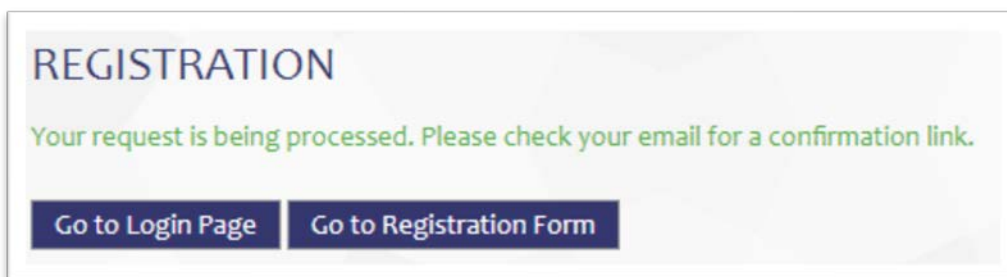 REGISTRATION
Your request is being processed. Please check your email for a confirmation link.
Go to Login Page Go to Registration Form